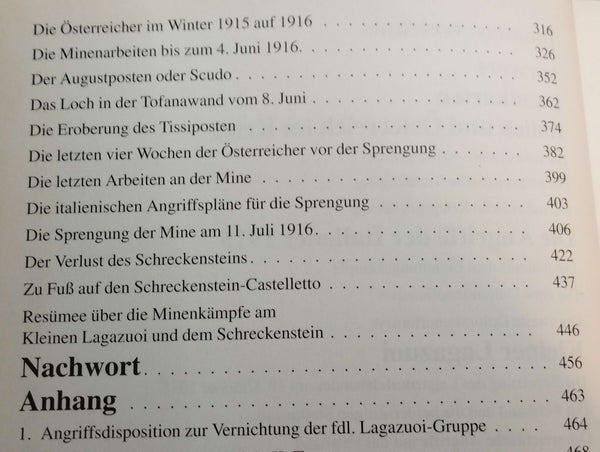 Die Österreicher im Winter 1915 auf 1916 . . . . . . . . . . . . . . . 316
Die Minenarbeiten bis zum 4. Juni 1916. . . . . . . . . . . . . . . . 326
Der Augustposten oder Scudo . . . . . . . . . . . . . . . . . . . . . 352
Das Loch in der Tofanawand vom 8. Juni . . . . . . . . . . . . . . . 362
Die Eroberung des Tissiposten . . . . . . . . . . . . . . . . . . . . 374
Die letzten vier Wochen der Österreicher vor der Sprengung . . . . . . . 382
Die letzten Arbeiten an der Mine . . . . . . . . . . . . . . . . . . . 399
Die italienischen Angriffspläne für die Sprengung . . . . . . . . . . . 403
Die Sprengung der Mine am 11. Juli 1916. . . . . . . . . . . . . . . . 406
Der Verlust des Schreckensteins . . . . . . . . . . . . . . . . . . . . 422
Zu Fuß auf den Schreckenstein-Castelletto . . . . . . . . . . . . . . . 437
Resümee über die Minenkämpfe am
Kleinen Lagazuoi und dem Schreckenstein . . . . . . . . . . . . . . . . 446
Nachwort . . . . . . . . . . . . . . . . . . . . . . . . . . . . . . 456
Anhang . . . . . . . . . . . . . . . . . . . . . . . . . . . . . . . 463
1. Angriffsdisposition zur Vernichtung der fdl. Lagazuoi-Gruppe . . . . . 464
468